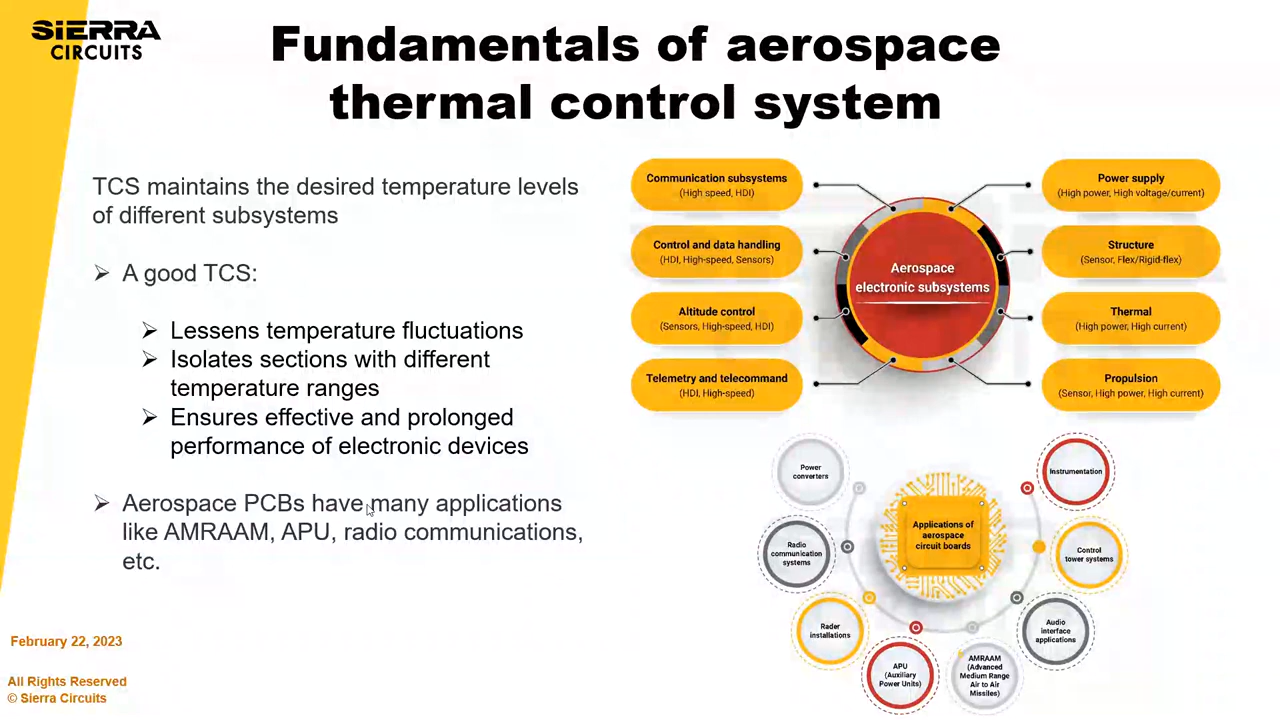 SIERRA
CIRCUITS
Fundamentals of aerospace
thermal control system
TCS maintains the desired temperature levels
of different subsystems
A good TCS:
Lessens temperature fluctuations
Isolates sections with different
temperature ranges
Ensures effective and prolonged
performance of electronic devices
Aerospace PCBs have many applications
like AMRAAM, APU, radio communications,
etc.
February 22, 2023
All Rights Reserved
© Sierra Circuits
Communication subsystems
(High speed, HDI)
Control and data handling
(HDI, High-speed, Sensors)
Altitude control
(Sensors, High-speed, HDI)
Telemetry and telecommand
(HDI, High-speed)
Aerospace
electronic subsystems
Power supply
(High power, High voltage/current)
Structure
(Sensor, Flex/Rigid-flex)
Thermal
(High power, High current)
Propulsion
(Sensor, High power, High current)
Power
converters
Radio
communication
systems
Rader
installations
APU
(Auxiliary
Power Units)
AMRAAM
(Advanced
Medium Range
Air to Air
Missiles)
Audio
interface
applications
Control
tower systems
Instrumentation
Applications of
aerospace
circuit boards